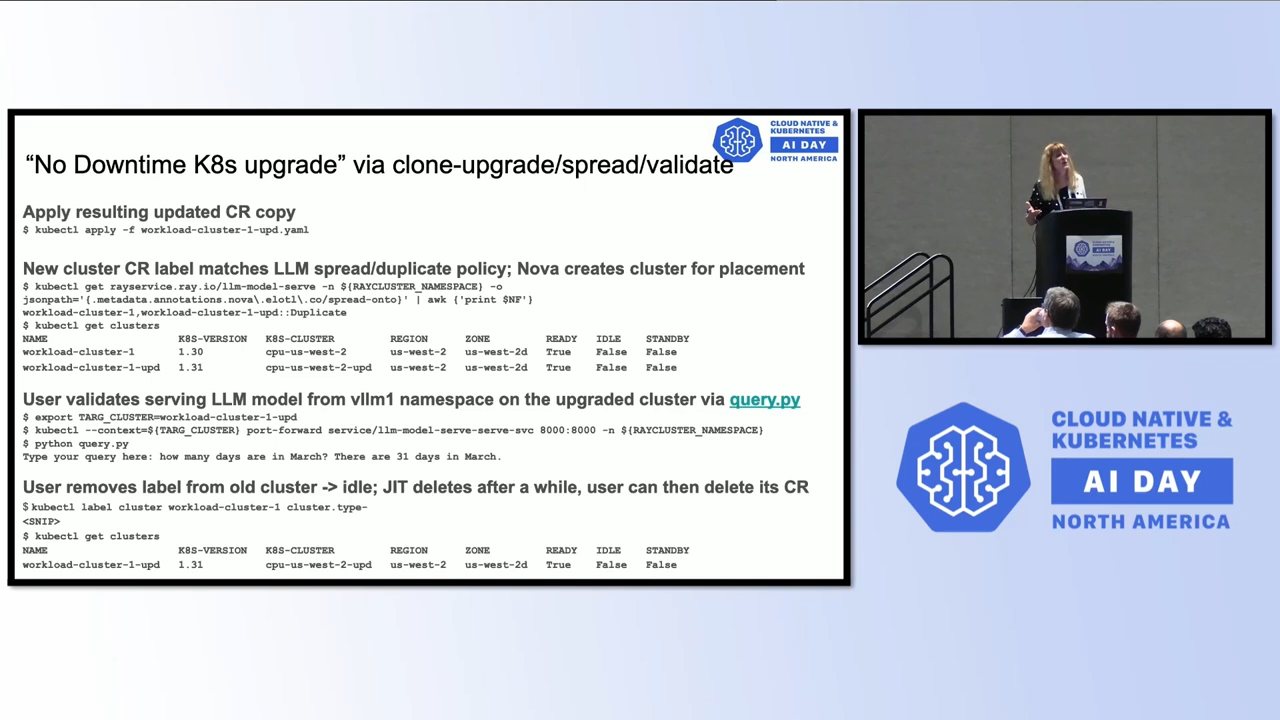 CLOUD NATIVE &
KUBERNETES
AI DAY
NORTH AMERICA
“No Downtime K8s upgrade” via clone-upgrade/spread/validate
Apply resulting updated CR copy
$ kubectl apply -f workload-cluster-1-upd.yaml
New cluster CR label matches LLM spread/duplicate policy; Nova creates cluster for placement
$ kubectl get rayservice.ray.io/llm-model-serve -n ${RAYCLUSTER_NAMESPACE} -o
jsonpath='{.metadata.annotations.nova\.elotl\.co/spread-onto}' | awk {'print $NF'}
workload-cluster-1,workload-cluster-1-upd::Duplicate
$ kubectl get clusters
NAME K8S-VERSION K8S-CLUSTER REGION ZONE READY IDLE STANDBY
workload-cluster-1 1.30 cpu-us-west-2 us-west-2 us-west-2d True False False
workload-cluster-1-upd 1.31 cpu-us-west-2-upd us-west-2 us-west-2d True False False
User validates serving LLM model from vllm1 namespace on the upgraded cluster via query.py
$ export TARG_CLUSTER=workload-cluster-1-upd
$ kubectl --context=${TARG_CLUSTER} port-forward service/llm-model-serve-serve-svc 8000:8000 -n ${RAYCLUSTER_NAMESPACE}
$ python query.py
Type your query here: how many days are in March? There are 31 days in March.
User removes label from old cluster -> idle; JIT deletes after a while, user can then delete its CR
$ kubectl label cluster workload-cluster-1 cluster.type-
<SNIP>
$ kubectl get clusters
NAME K8S-VERSION K8S-CLUSTER REGION ZONE READY IDLE STANDBY
workload-cluster-1-upd 1.31 cpu-us-west-2-upd us-west-2 us-west-2d True False False
CLOUD NATIVE &
KUBERNETES
AI DAY
NORTH AMERICA